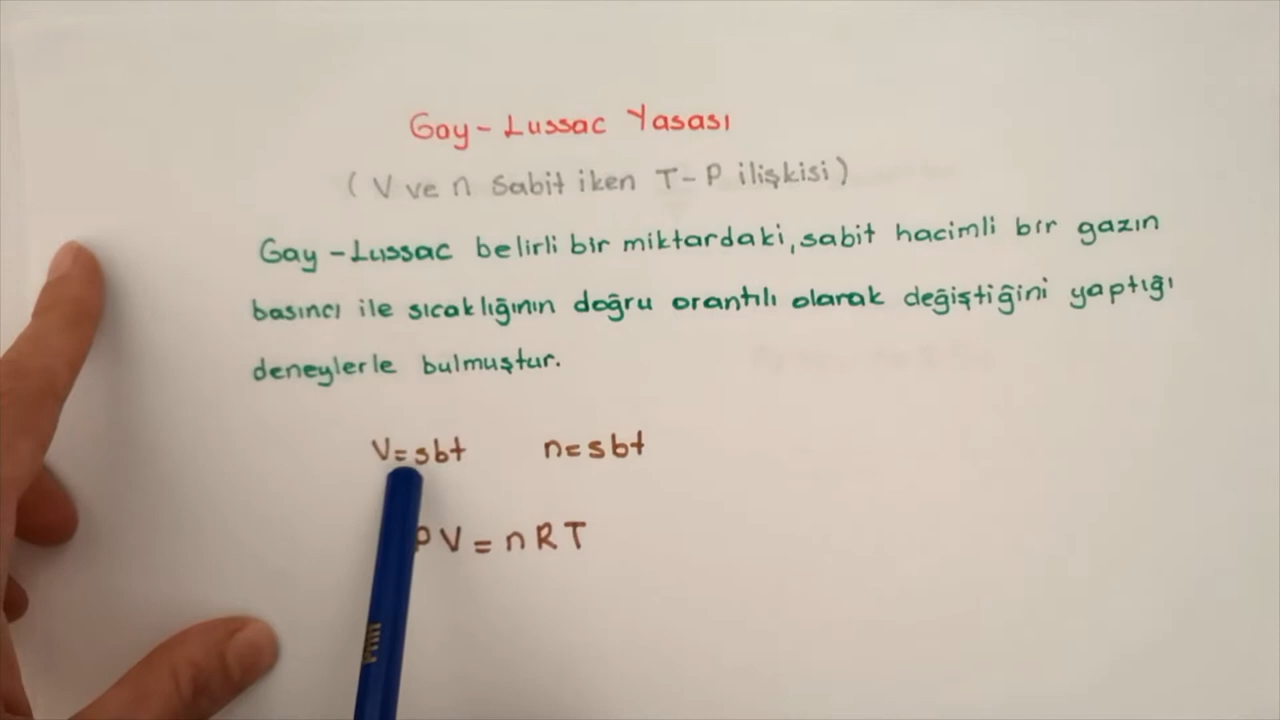 Gay-Lussac Yasası
(V ve n sabit iken T-P ilişkisi)
Gay-Lussac belirli bir miktardaki, sabit hacimli bir gazın
basıncı ile sıcaklığının doğru orantılı olarak değiştiğini yaptığı
deneylerle bulmuştur.
V=sbt n=sbt
PV=nRT